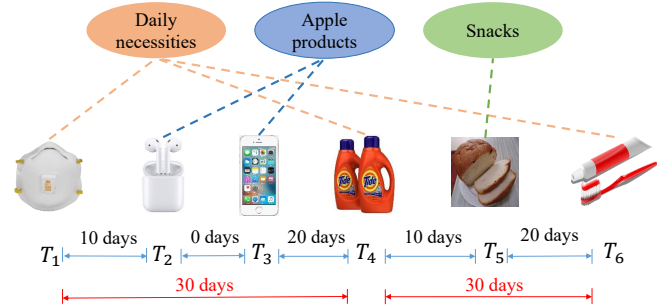 Daily
necessities
Apple
products
Snacks
Tide
Tide
10 days
0 days
20 days
10 days
20 days
T1
T2
T3
T4
T5
T6
30 days
30 days